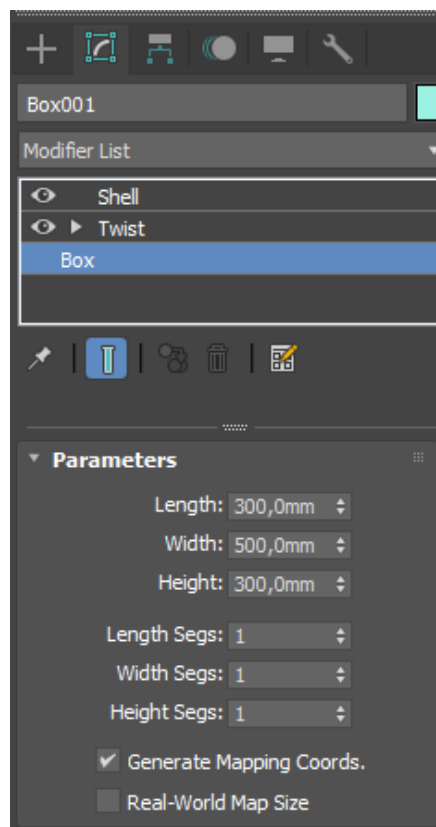 Box001
Modifier List
Shell
Twist
Box
Parameters
Length: 300,0mm
Width: 500,0mm
Height: 300,0mm
Length Segs: 1
Width Segs: 1
Height Segs: 1
Generate Mapping Coords.
Real-World Map Size